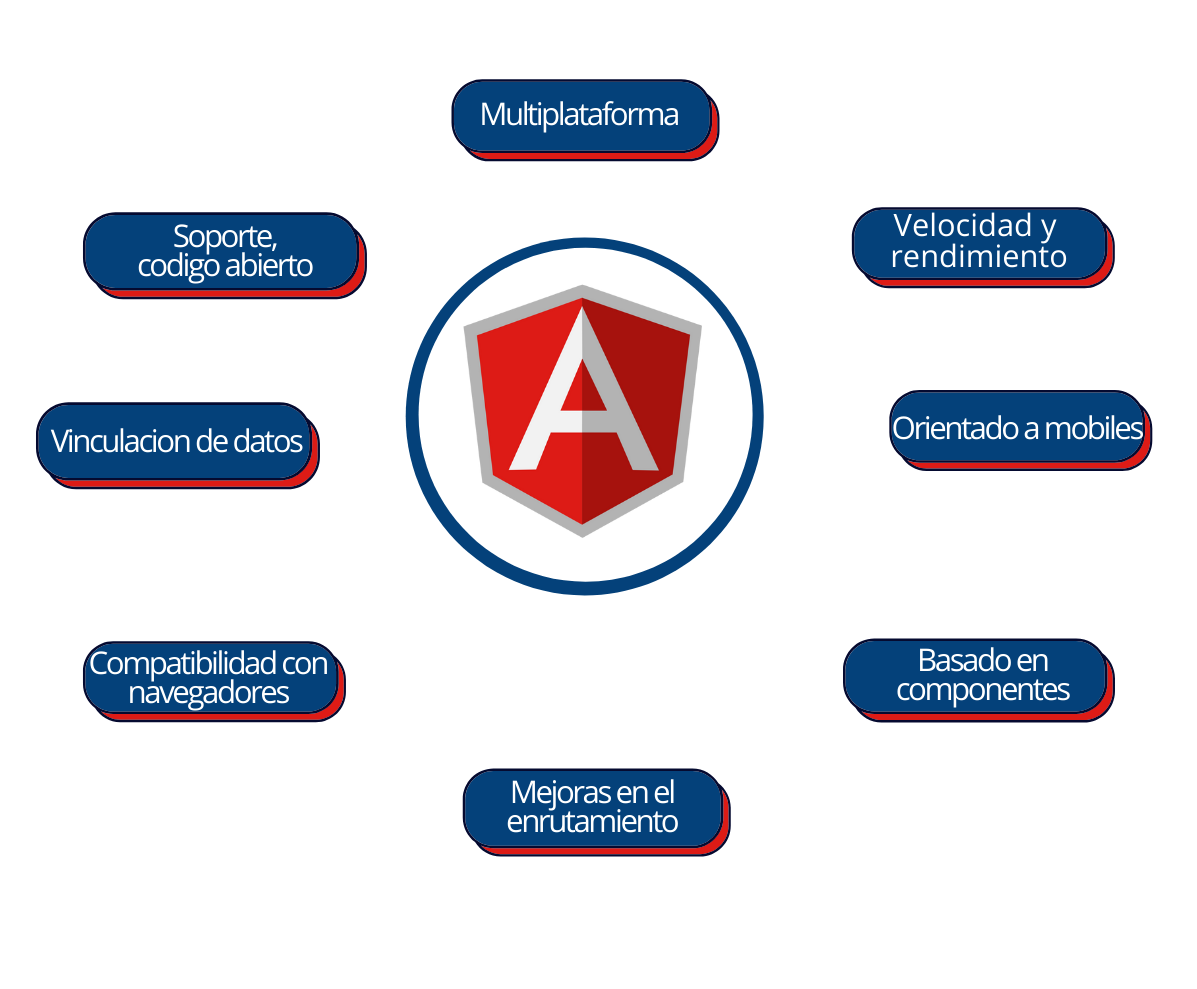 Multiplataforma
Soporte,
codigo abierto
Velocidad y
rendimiento
Vinculacion de datos
Orientado a mobiles
Compatibilidad con
navegadores
Basado en
componentes
Mejoras en el
enrutamiento